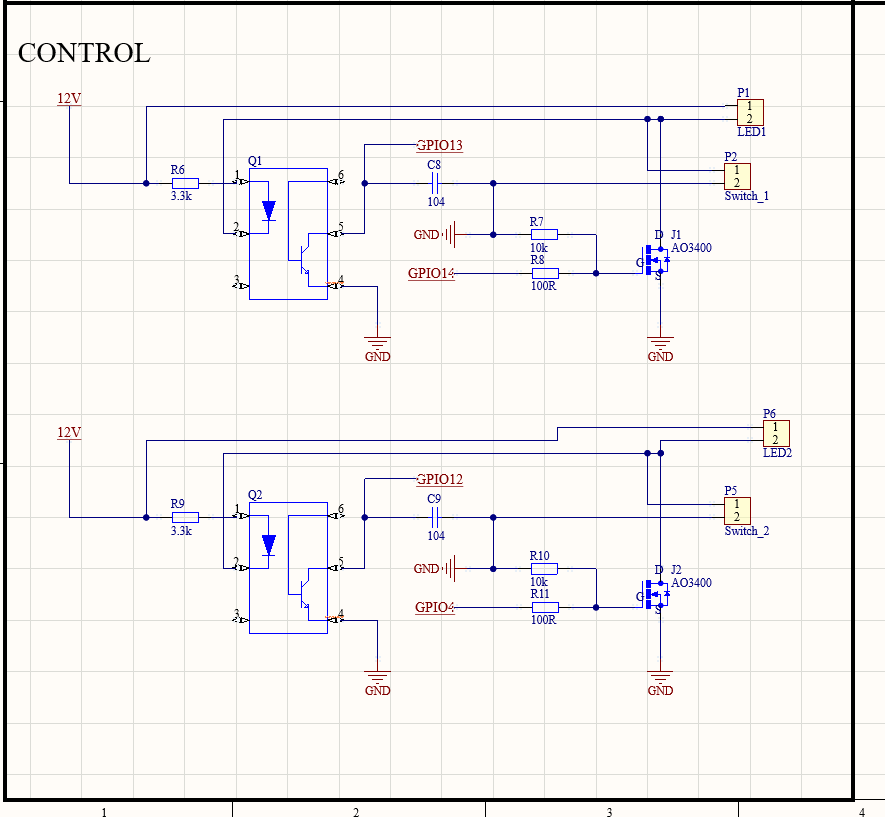 CONTROL
12V
P1
1
2
LED1
GPIO13
Q1
C8
P2
R6
1
6
1
3.3k
104
2
Switch_1
2
5
R7
GND
10k
D
J1
AO3400
R8
G
GPIO14
100R
S
3
4
GND
GND
12V
P6
1
2
LED2
GPIO12
Q2
C9
P5
R9
1
6
1
3.3k
104
2
Switch_2
2
5
R10
GND
10k
D
J2
AO3400
R11
G
GPIO4
100R
S
3
4
GND
GND
1
2
3
4